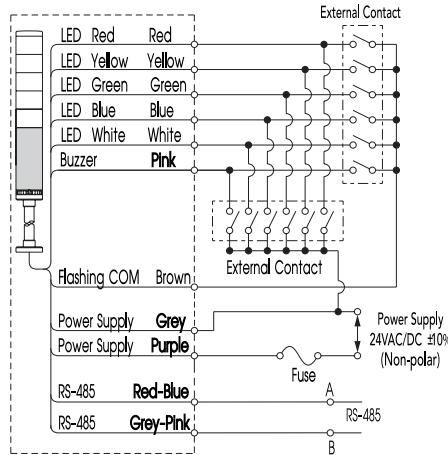 External Contact
LED Red Red
LED Yellow Yellow
LED Green Green
LED Blue Blue
LED White White
Buzzer Pink
External Contact
Flashing COM Brown
Power Supply Grey
Power Supply Purple
Fuse
Power Supply
24VAC/DC ±10%
(Non-polar)
RS-485 Red-Blue
A
RS-485
RS-485 Grey-Pink
B